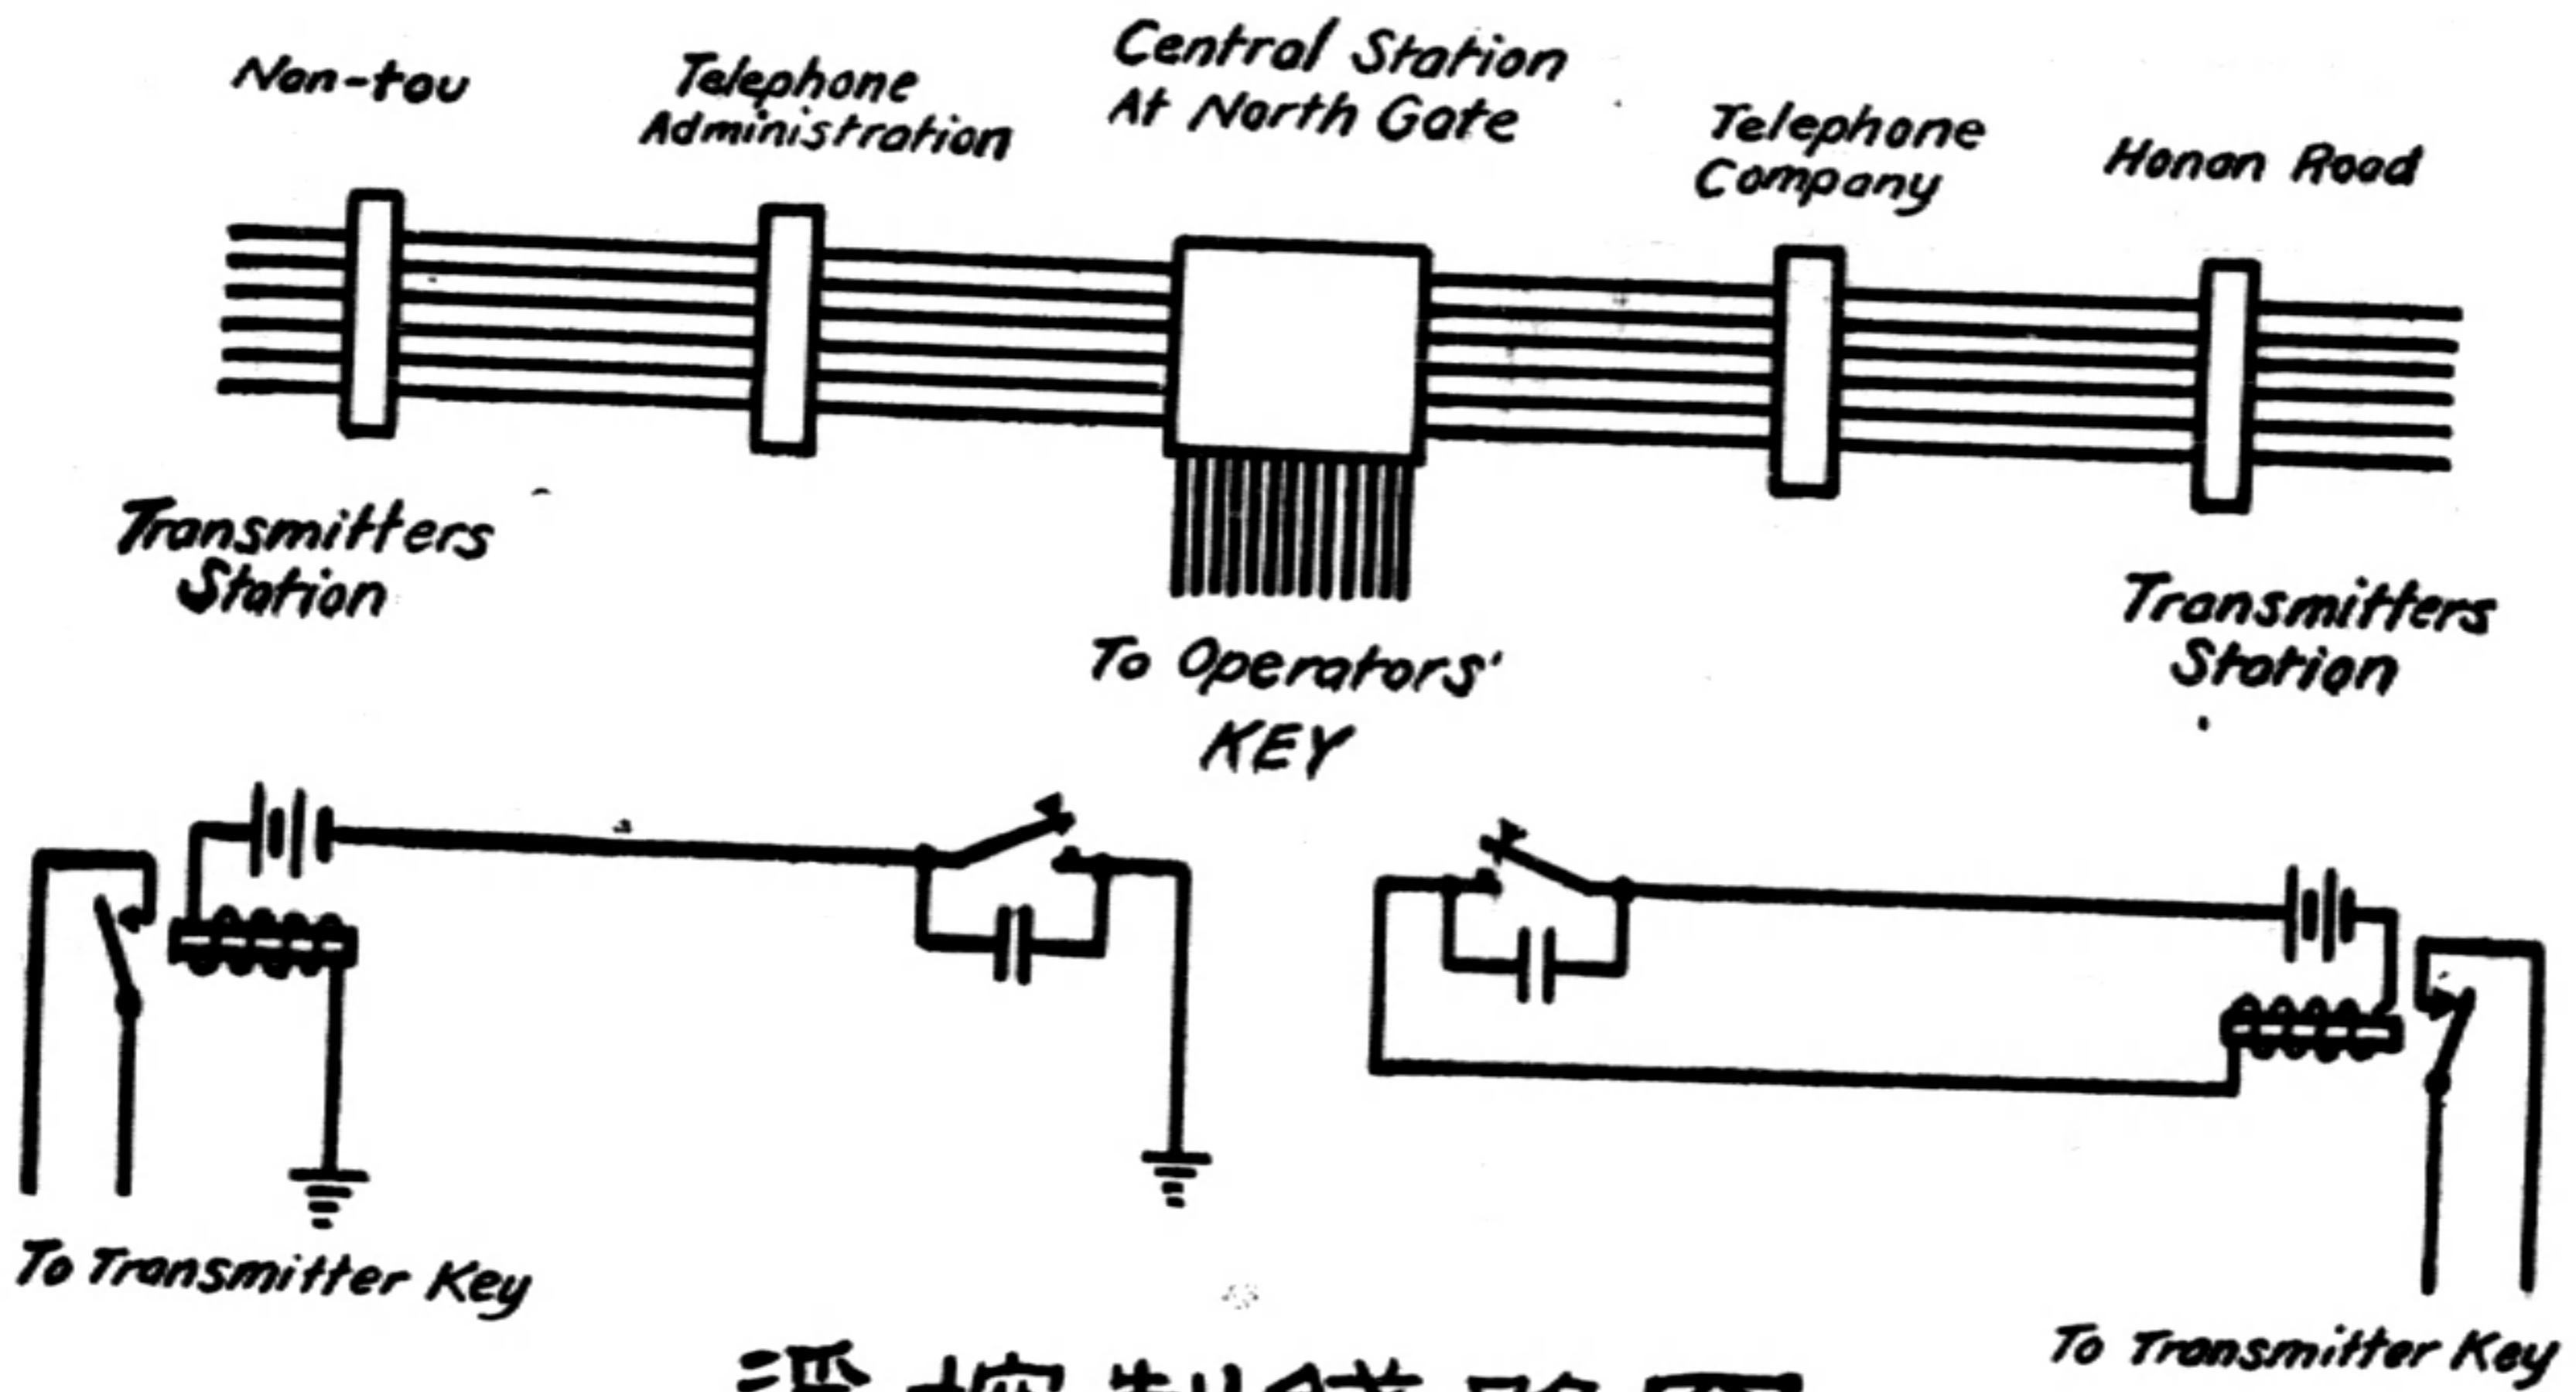 Nan-tou
Telephone
Administration
Central Station
At North Gate
Telephone
Company
Honan Road
Transmitters
Station
Transmitters
Station
To Operators'
KEY
To Transmitter Key
To Transmitter Key